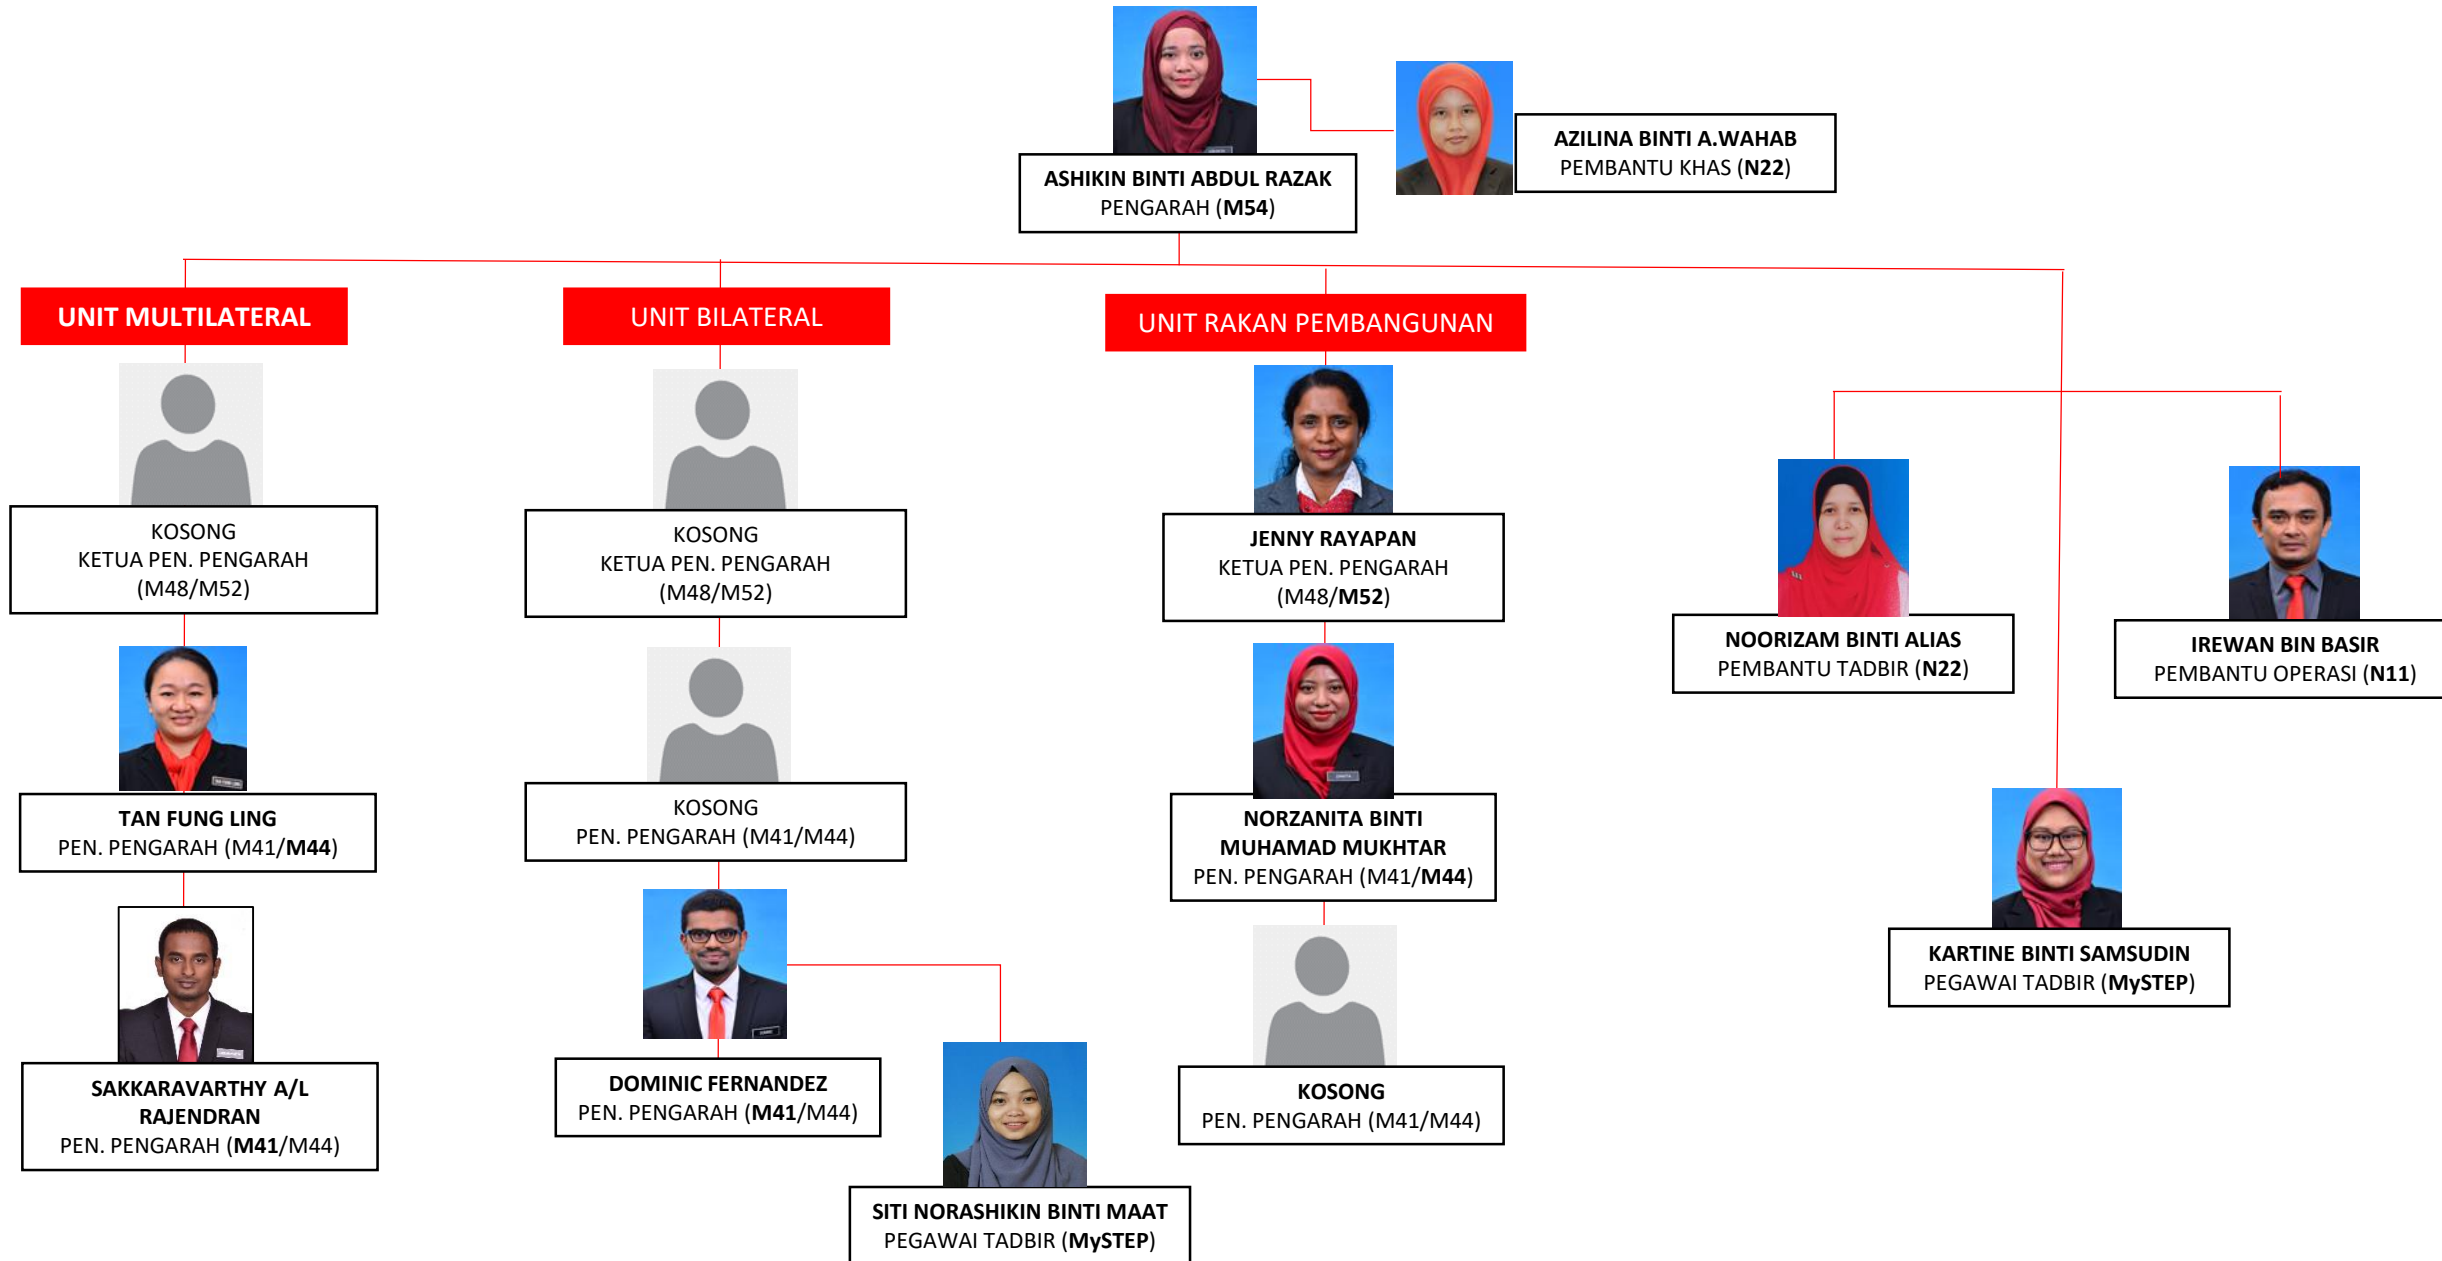 ASHIKIN BINTI ABDUL RAZAK
PENGARAH (M54)
AZILINA BINTI A.WAHAB
PEMBANTU KHAS (N22)
UNIT MULTILATERAL
KOSONG
KETUA PEN. PENGARAH
(M48/M52)
TAN FUNG LING
PEN. PENGARAH (M41/M44)
SAKKARAVARTHY A/L
RAJENDRAN
PEN. PENGARAH (M41/M44)
UNIT BILATERAL
KOSONG
KETUA PEN. PENGARAH
(M48/M52)
KOSONG
PEN. PENGARAH (M41/M44)
DOMINIC FERNANDEZ
PEN. PENGARAH (M41/M44)
SITI NORASHIKIN BINTI MAAT
PEGAWAI TADBIR (MySTEP)
UNIT RAKAN PEMBANGUNAN
JENNY RAYAPAN
KETUA PEN. PENGARAH
(M48/M52)
NORZANITA BINTI
MUHAMAD MUKHTAR
PEN. PENGARAH (M41/M44)
KOSONG
PEN. PENGARAH (M41/M44)
NOORIZAM BINTI ALIAS
PEMBANTU TADBIR (N22)
IREWAN BIN BASIR
PEMBANTU OPERASI (N11)
KARTINE BINTI SAMSUDIN
PEGAWAI TADBIR (MySTEP)